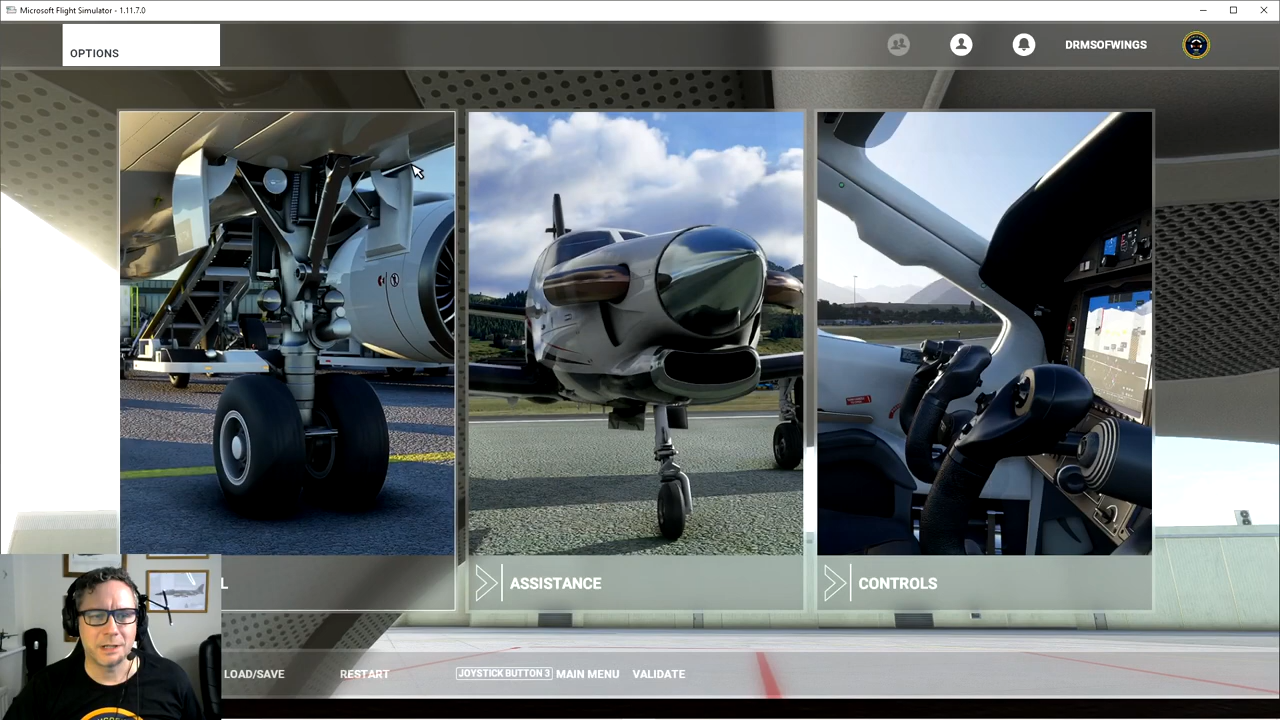 Microsoft Flight Simulator - 1.11.7.0
OPTIONS
DRMSOFWINGS
L
ASSISTANCE
CONTROLS
LOAD/SAVE
RESTART
JOYSTICK BUTTON 3 MAIN MENU
VALIDATE